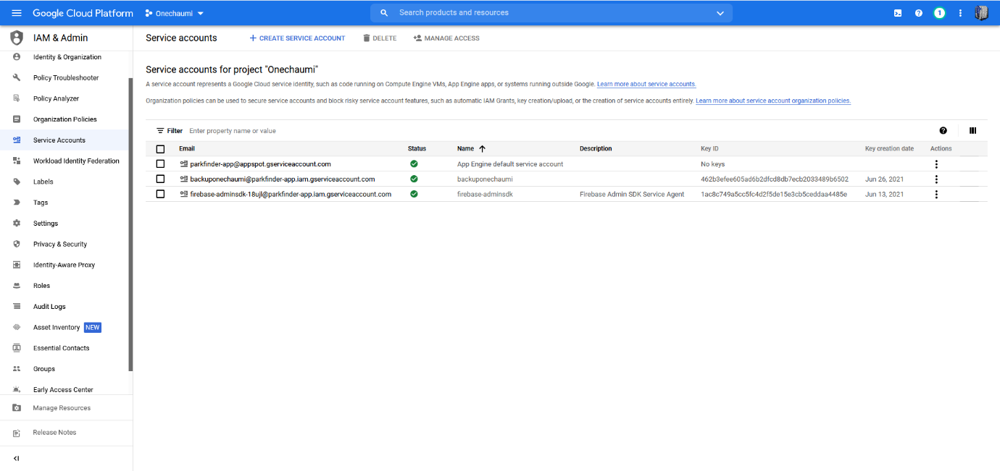 Google Cloud Platform Onechaumi Search products and resources 1
IAM & Admin
Identity & Organization
Policy Troubleshooter
Policy Analyzer
Organization Policies
Service Accounts
Workload Identity Federation
Labels
Tags
Settings
Privacy & Security
Identity-Aware Proxy
Roles
Audit Logs
Asset Inventory NEW
Essential Contacts
Groups
Early Access Center
Manage Resources
Release Notes
Service accounts + CREATE SERVICE ACCOUNT DELETE MANAGE ACCESS
Service accounts for project "Onechaumi"
A service account represents a Google Cloud service identity, such as code running on Compute Engine VMs, App Engine apps, or systems running outside Google. Learn more about service accounts.
Organization policies can be used to secure service accounts and block risky service account features, such as automatic IAM Grants, key creation/upload, or the creation of service accounts entirely. Learn more about service account organization policies.
Filter Enter property name or value
Email Status Name Description Key ID Key creation date Actions
parkfinder-app@appspot.gserviceaccount.com App Engine default service account No keys
backuponechaumi@parkfinder-app.iam.gserviceaccount.com backuponechaumi 462b3efee605ad6b2dfcd8db7ecb2033489b6502 Jun 26, 2021
firebase-adminsdk-18ujl@parkfinder-app.iam.gserviceaccount.com firebase-adminsdk Firebase Admin SDK Service Agent 1ac8c749a5cc5fc4d2f5de15e3cb5ceddaa4485e Jun 13, 2021